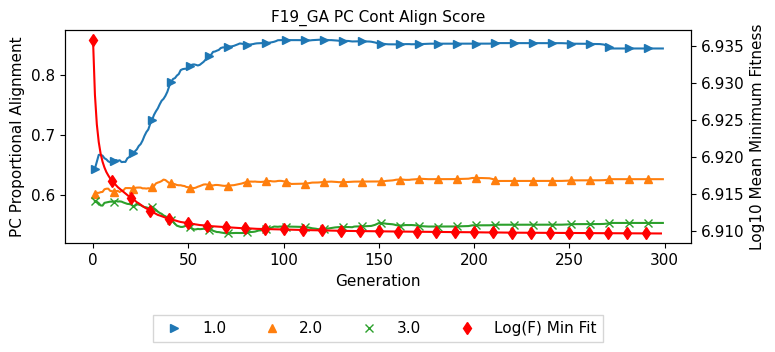 F19_GA PC Cont Align Score
PC Proportional Alignment
0.8
0.7
0.6
6.935
6.930
6.925
6.920
6.915
6.910
Log10 Mean Minimum Fitness
0 50 100 150 200 250 300
Generation
1.0 2.0 3.0 Log(F) Min Fit